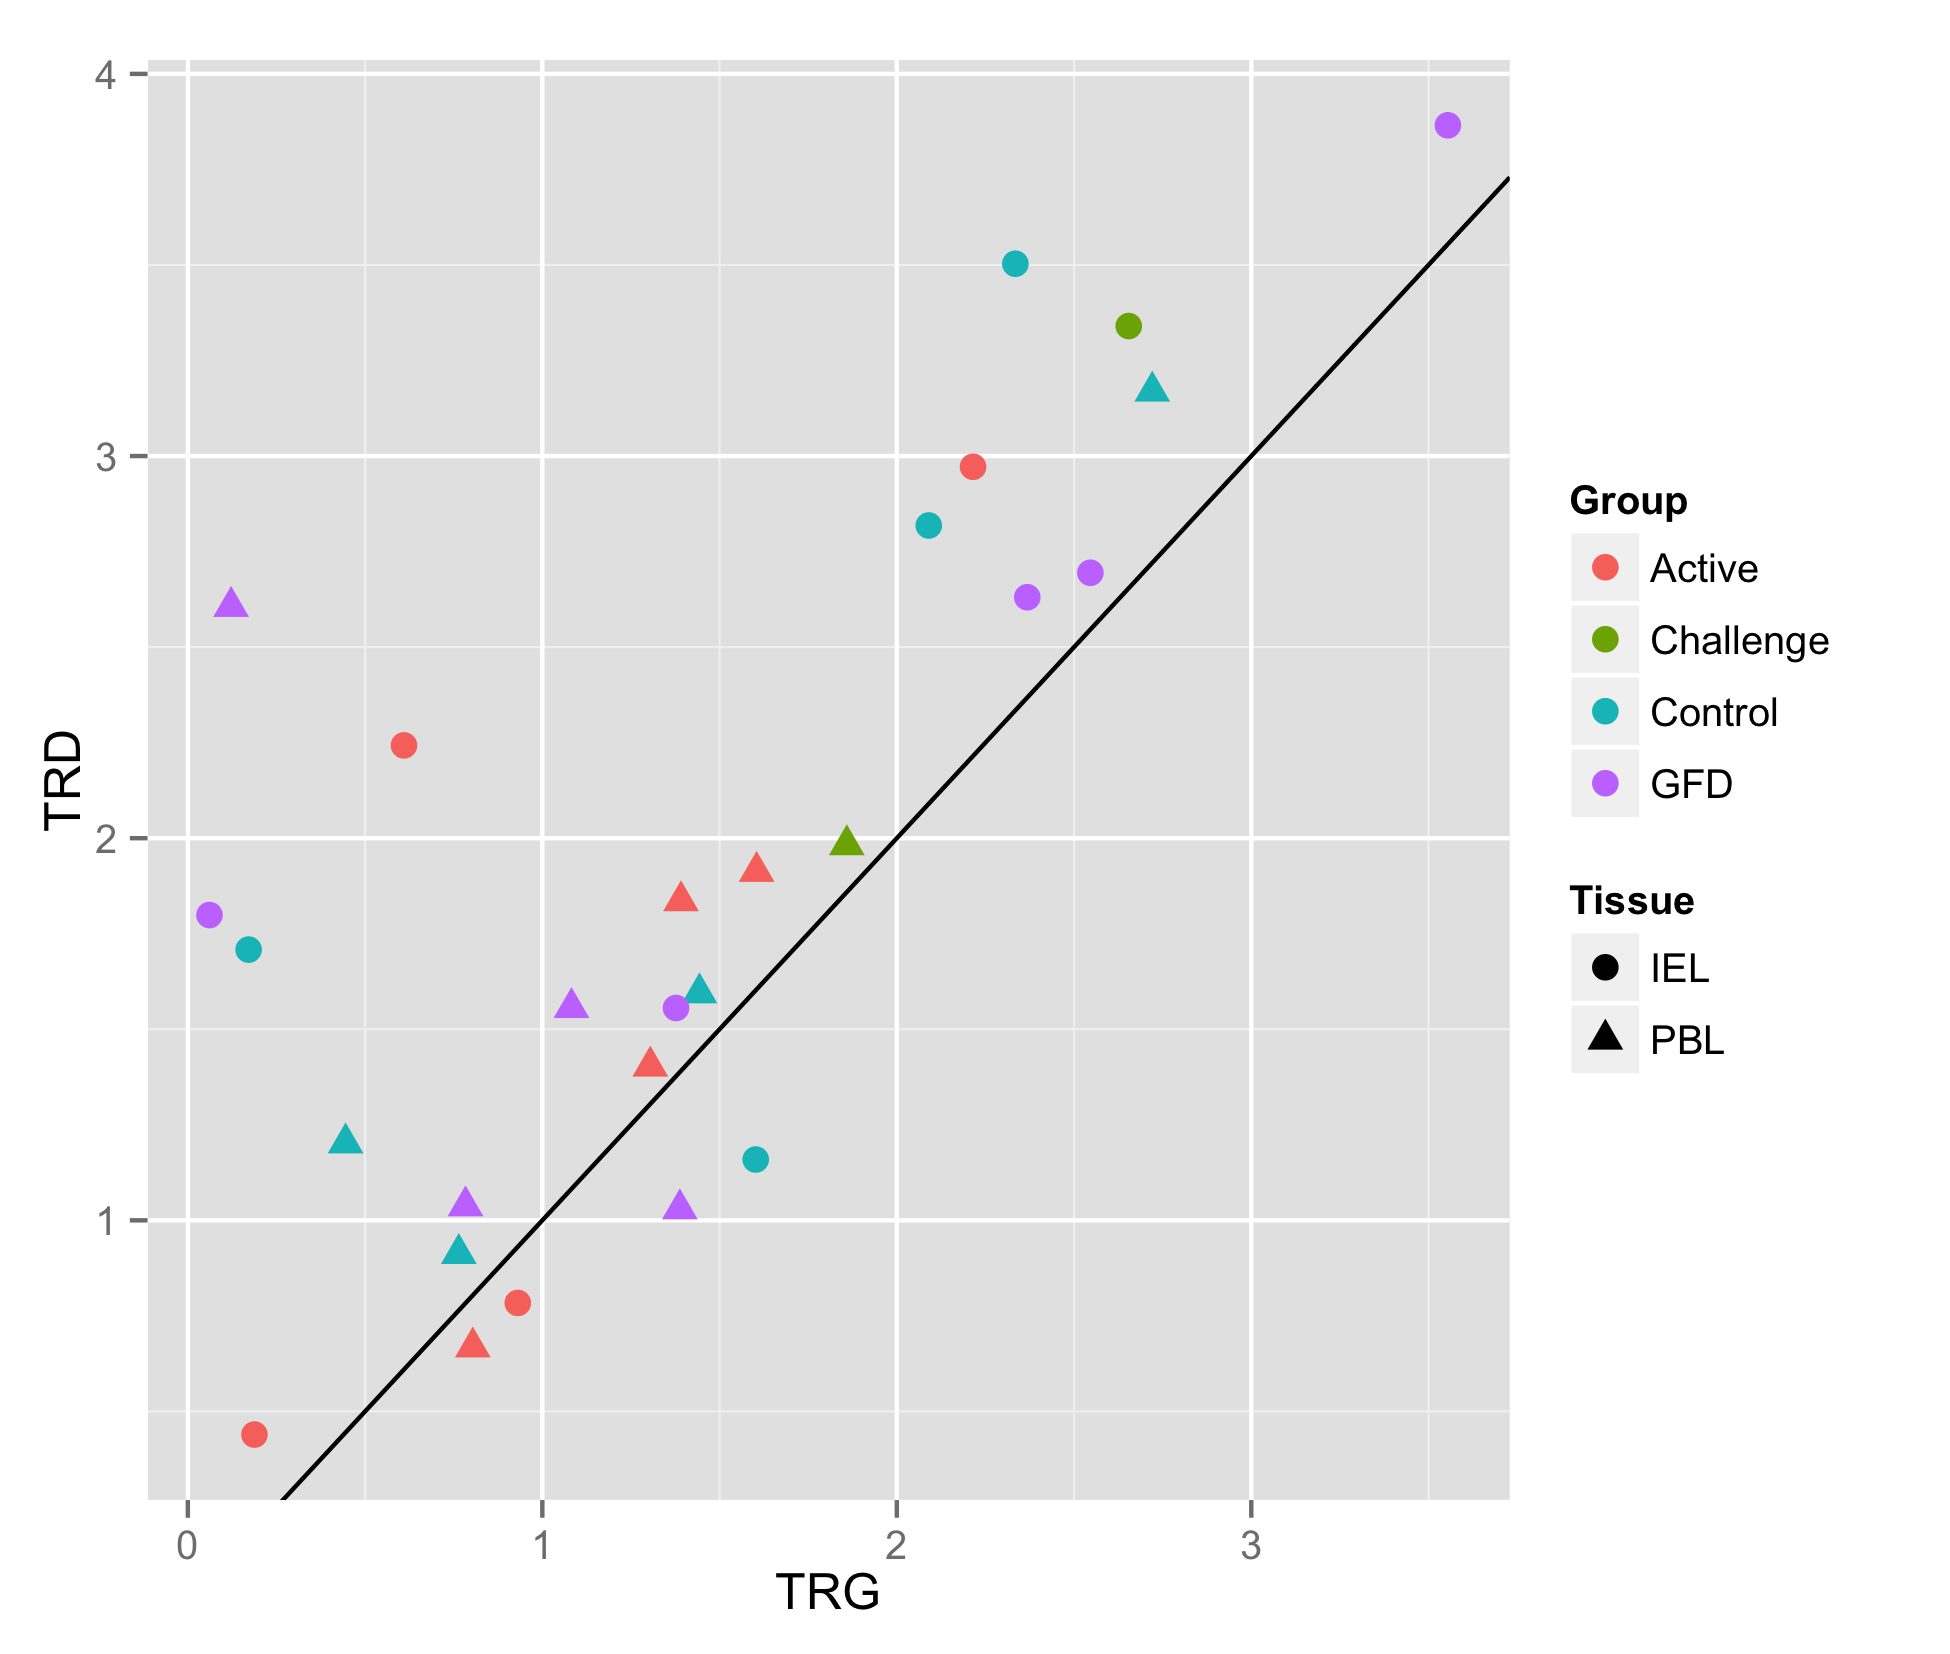 4
3
2
1
TRD
0 1 2 3
TRG
Group
Active
Challenge
Control
GFD
Tissue
IEL
PBL